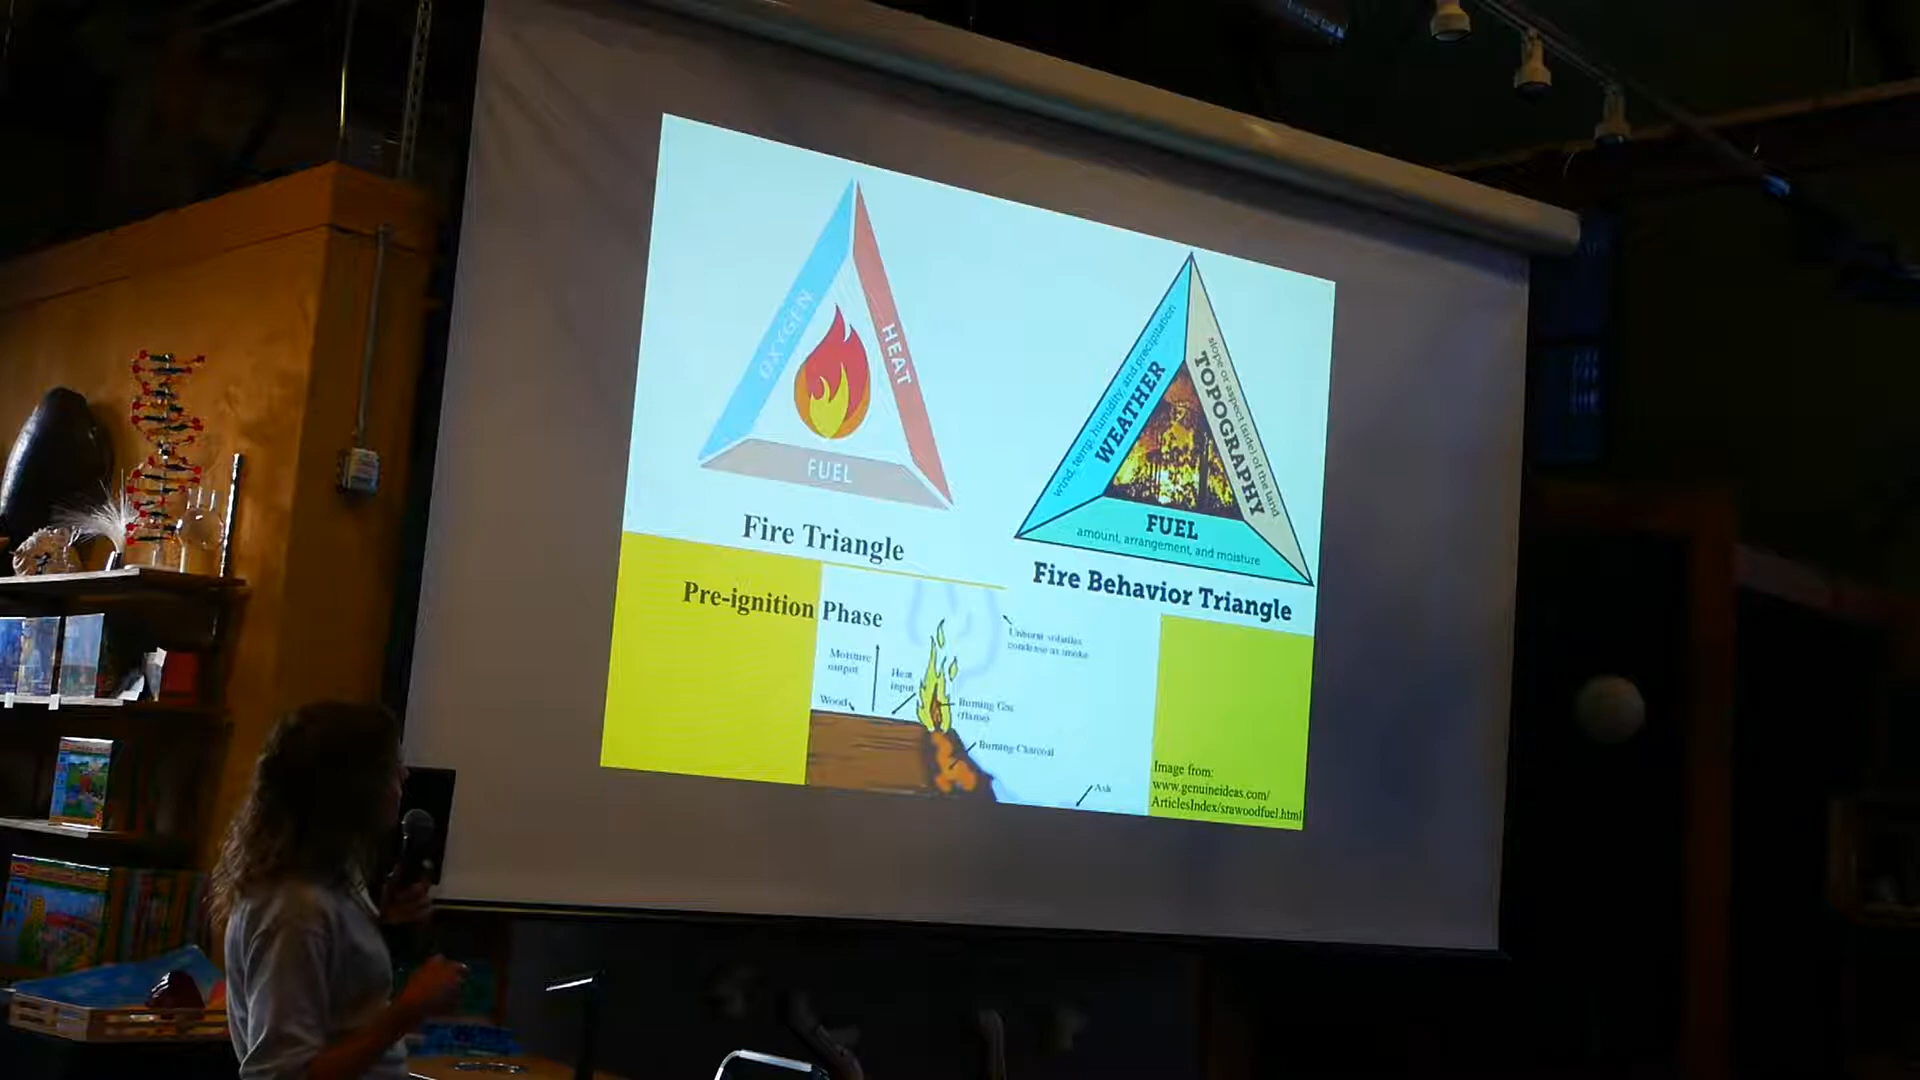 OXYGEN
HEAT
FUEL
Fire Triangle
wind, temp, humidity, and precipitation
WEATHER
slope or aspect (side) of the land
TOPOGRAPHY
FUEL
amount, arrangement, and moisture
Fire Behavior Triangle
Pre-ignition Phase
Moisture
output
Heat
input
Wood
Unburnt volatiles
condense as smoke
Burning Gas
(flame)
Burning Charcoal
Ash
Image from:
www.genuineideas.com/
ArticlesIndex/srawoodfuel.html